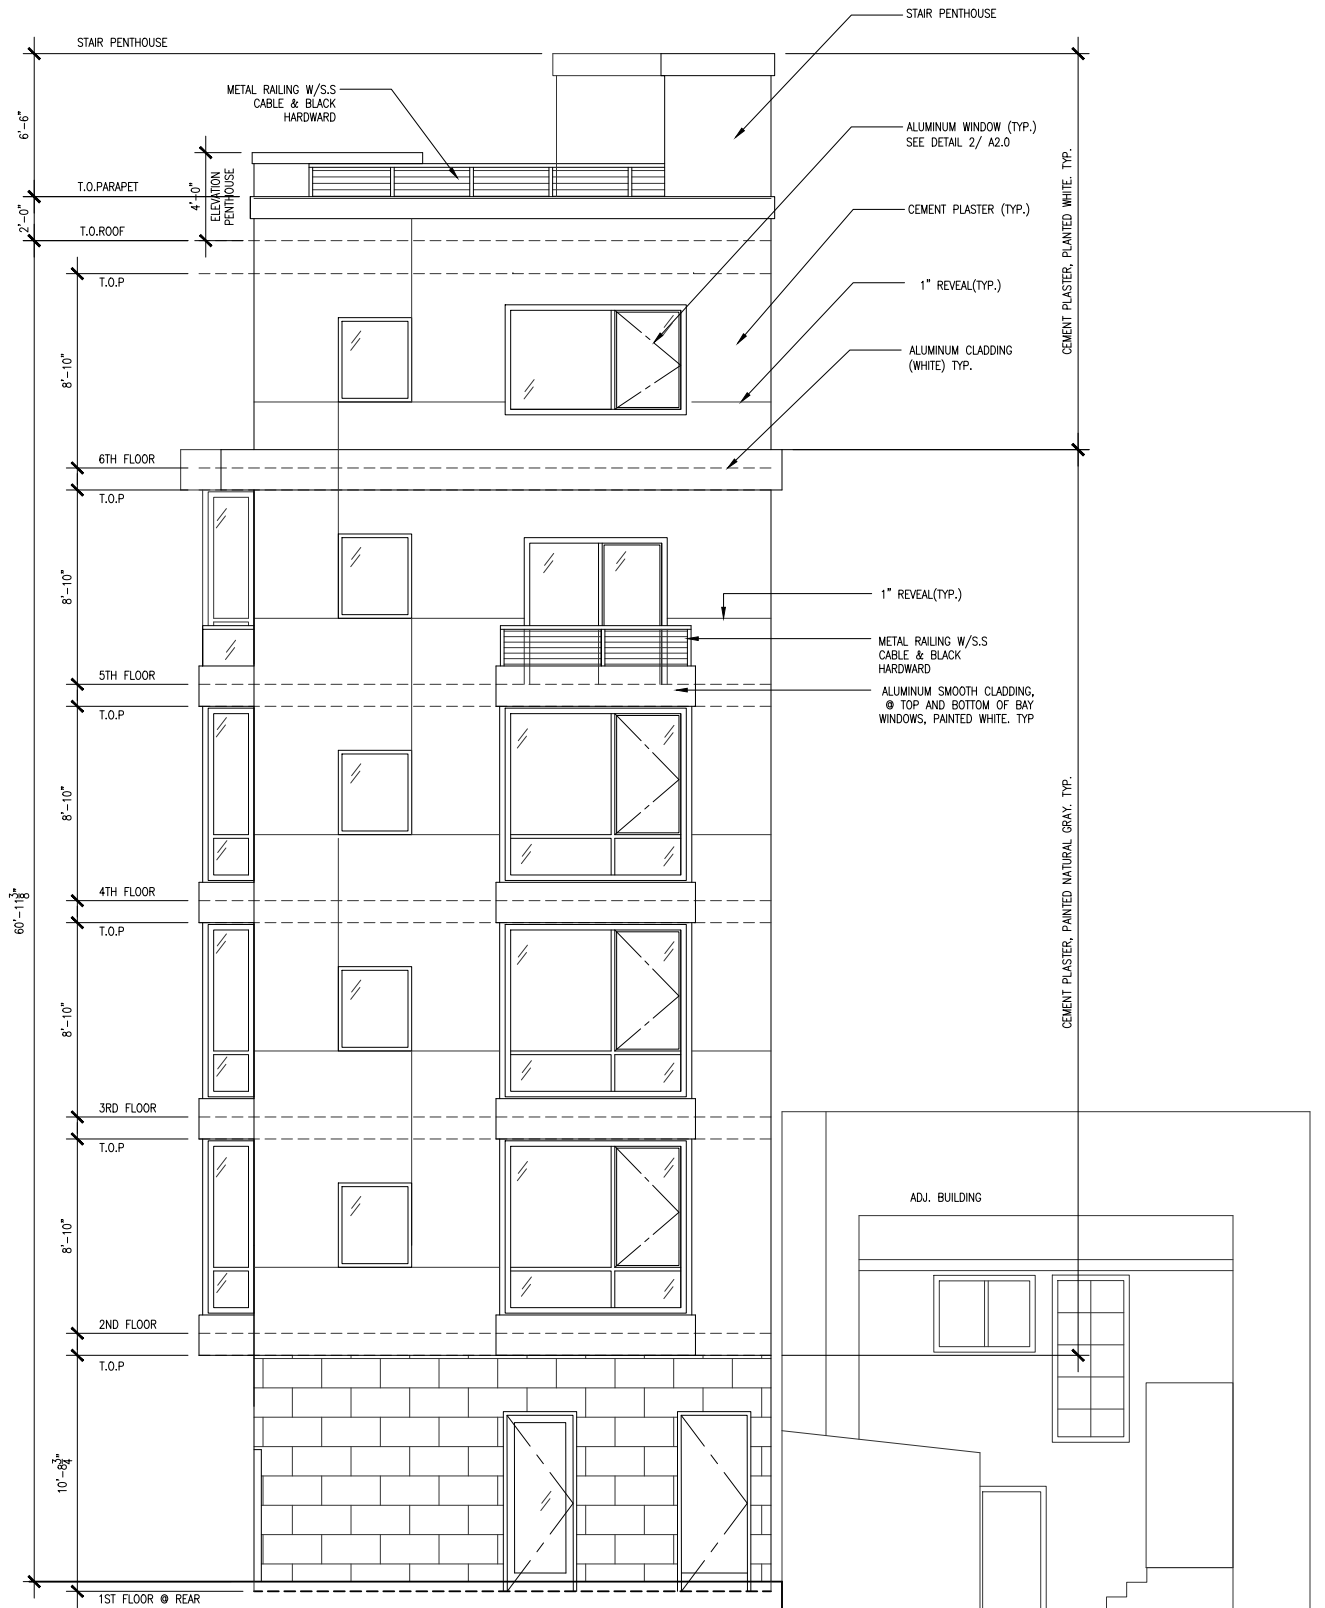 STAIR PENTHOUSE
STAIR PENTHOUSE
METAL RAILING W/S.S
CABLE & BLACK
HARDWARD
6'-6"
ALUMINUM WINDOW (TYP.)
SEE DETAIL 2/ A2.0
T.O.PARAPET
4'-0"
ELEVATION
PENTHOUSE
2'-0"
T.O.ROOF
CEMENT PLASTER (TYP.)
CEMENT PLASTER, PLANTED WHITE. TYP.
T.O.P
1" REVEAL(TYP.)
8'-10"
ALUMINUM CLADDING
(WHITE) TYP.
6TH FLOOR
T.O.P
8'-10"
1" REVEAL(TYP.)
METAL RAILING W/S.S
CABLE & BLACK
HARDWARD
5TH FLOOR
ALUMINUM SMOOTH CLADDING,
@ TOP AND BOTTOM OF BAY
WINDOWS, PAINTED WHITE. TYP
T.O.P
8'-10"
CEMENT PLASTER, PAINTED NATURAL GRAY. TYP.
4TH FLOOR
60'-11 3/8"
T.O.P
8'-10"
3RD FLOOR
T.O.P
ADJ. BUILDING
8'-10"
2ND FLOOR
T.O.P
10'-8 3/4"
1ST FLOOR @ REAR